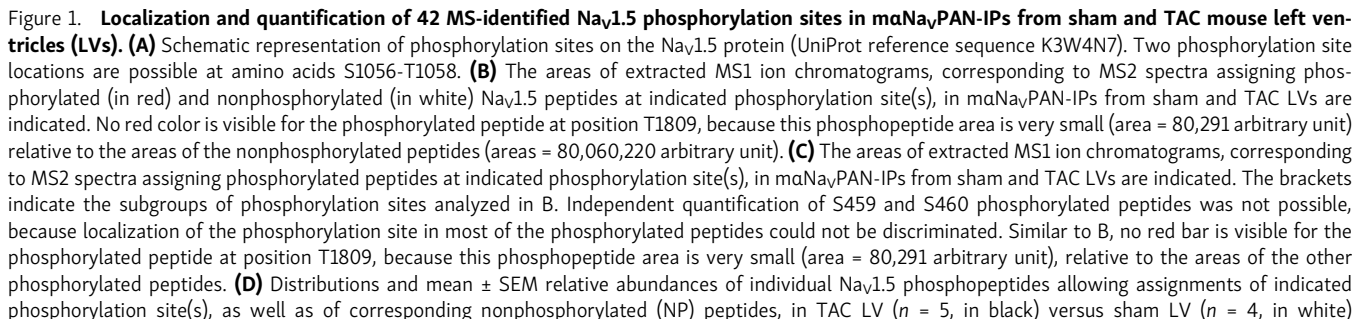 Figure 1. Localization and quantification of 42 MS-identified NaV1.5 phosphorylation sites in mαNaVPAN-IPs from sham and TAC mouse left ven-
tricles (LVs). (A) Schematic representation of phosphorylation sites on the NaV1.5 protein (UniProt reference sequence K3W4N7). Two phosphorylation site
locations are possible at amino acids S1056-T1058. (B) The areas of extracted MS1 ion chromatograms, corresponding to MS2 spectra assigning phos-
phorylated (in red) and nonphosphorylated (in white) NaV1.5 peptides at indicated phosphorylation site(s), in mαNaVPAN-IPs from sham and TAC LVs are
indicated. No red color is visible for the phosphorylated peptide at position T1809, because this phosphopeptide area is very small (area = 80,291 arbitrary unit)
relative to the areas of the nonphosphorylated peptides (areas = 80,060,220 arbitrary unit). (C) The areas of extracted MS1 ion chromatograms, corresponding
to MS2 spectra assigning phosphorylated peptides at indicated phosphorylation site(s), in mαNaVPAN-IPs from sham and TAC LVs are indicated. The brackets
indicate the subgroups of phosphorylation sites analyzed in B. Independent quantification of S459 and S460 phosphorylated peptides was not possible,
because localization of the phosphorylation site in most of the phosphorylated peptides could not be discriminated. Similar to B, no red bar is visible for the
phosphorylated peptide at position T1809, because this phosphopeptide area is very small (area = 80,291 arbitrary unit), relative to the areas of the other
phosphorylated peptides. (D) Distributions and mean ± SEM relative abundances of individual NaV1.5 phosphopeptides allowing assignments of indicated
phosphorylation site(s), as well as of corresponding nonphosphorylated (NP) peptides, in TAC LV (n = 5, in black) versus sham LV (n = 4, in white)